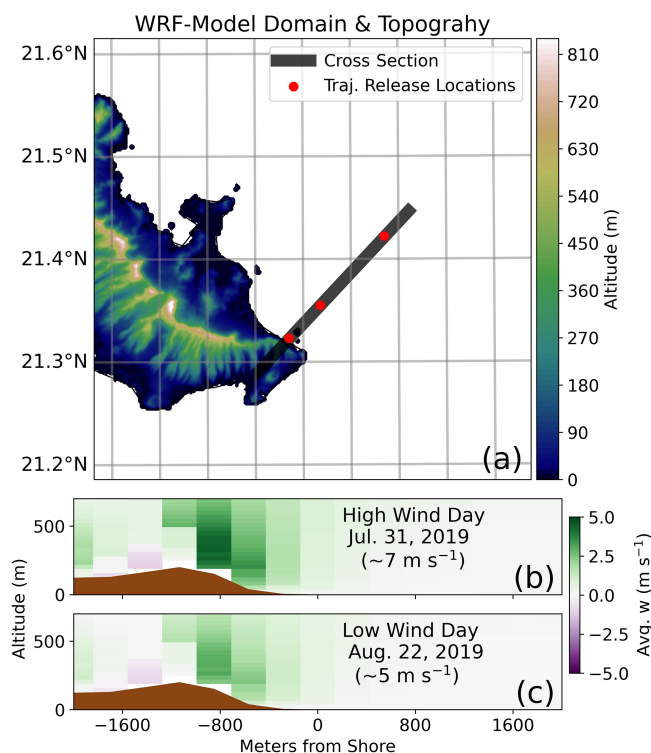 WRF-Model Domain & Topograhy
21.6°N
21.5°N
21.4°N
21.3°N
21.2°N
Cross Section
Traj. Release Locations
(a)
720
630
540
450
360
270
180
90
0
Altitude (m)
500
0
High Wind Day
Jul. 31, 2019
(~7 m s⁻¹)
(b)
500
0
Low Wind Day
Aug. 22, 2019
(~5 m s⁻¹)
(c)
Altitude (m)
−1600 −800 0 800 1600
Meters from Shore
5.0
2.5
0.0
−2.5
−5.0
Avg. w (m s⁻¹)